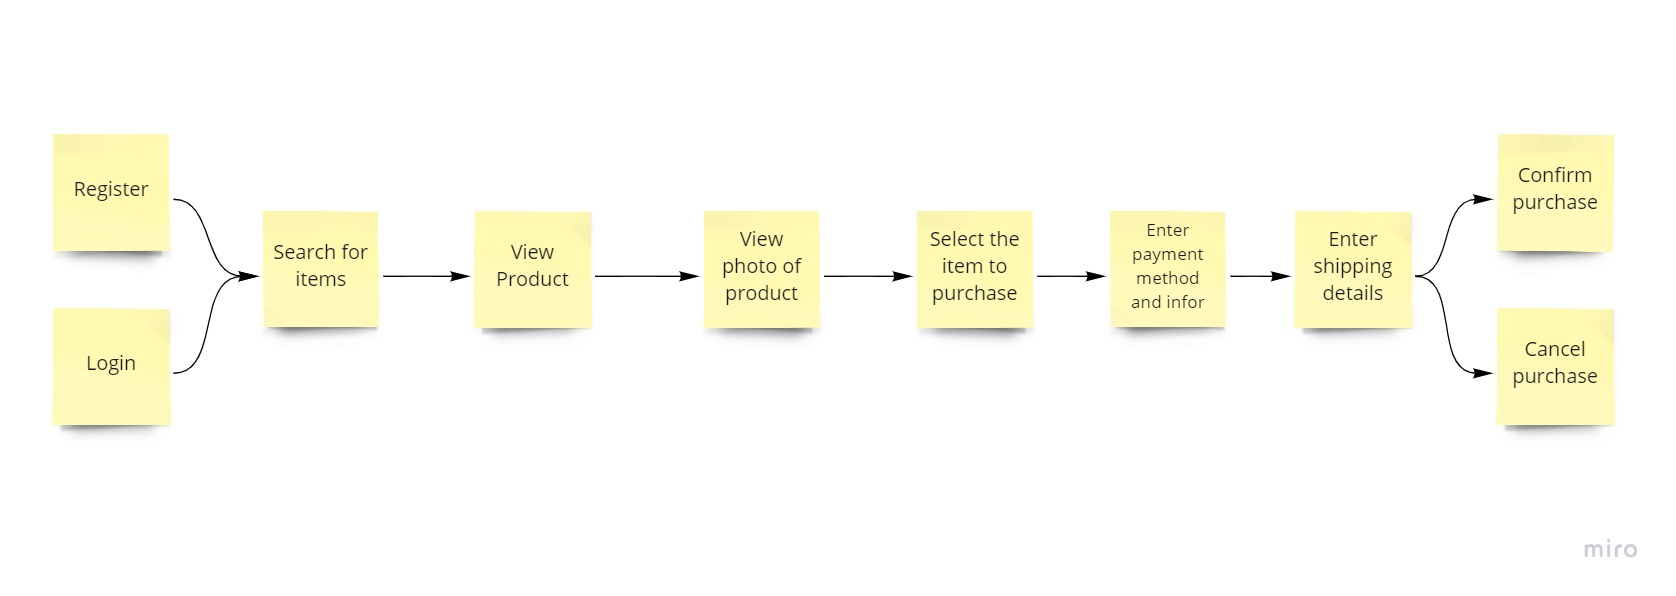 Register
Login
Search for
items
View
Product
View
photo of
product
Select the
item to
purchase
Enter
payment
method
and infor
Enter
shipping
details
Confirm
purchase
Cancel
purchase
miro